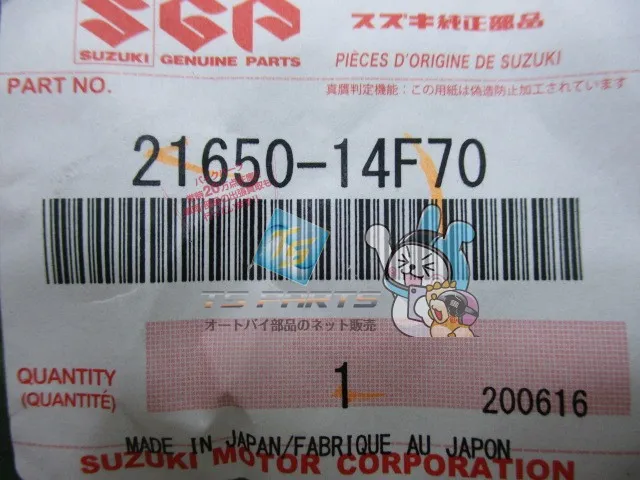 スズキ純正部品
SUZUKI
GENUINE PARTS
PIÈCES D'ORIGINE DE SUZUKI
PART NO.
真贋判定機能:この用紙は偽造防止加工されています
21650-14F70
TS PARTS
オートバイ部品のネット販売
QUANTITY
(QUANTITÉ)
1
200616
MADE IN JAPAN/FABRIQUE AU JAPON
SUZUKI MOTOR CORPORATION